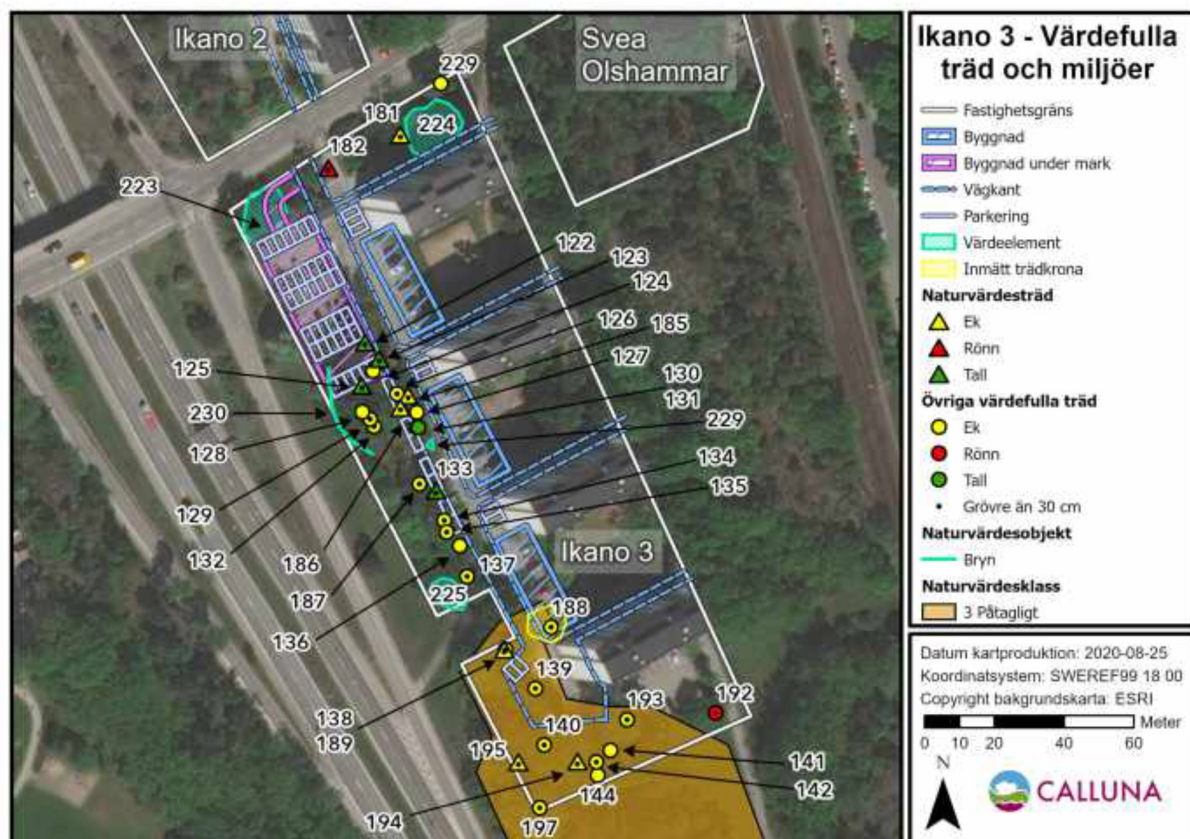 Ikano 2
Svea
Olshammar
229
181
224
182
223
122
123
124
126
185
127
125
130
131
230
229
128
133
134
135
129
186
Ikano 3
132
137
187
225
188
136
139
193
192
138
189
140
195
141
142
144
194
197
Ikano 3 - Värdefulla
träd och miljöer
Fastighetsgräns
Byggnad
Byggnad under mark
Vägkant
Parkering
Värdeelement
Inmätt trädkrona
Naturvärdesträd
Ek
Rönn
Tall
Övriga värdefulla träd
Ek
Rönn
Tall
Grövre än 30 cm
Naturvärdesobjekt
Bryn
Naturvärdesklass
3 Påtagligt
Datum kartproduktion: 2020-08-25
Koordinatsystem: SWEREF99 18 00
Copyright bakgrundskarta: ESRI
Meter
0 10 20 40 60
N
CALLUNA